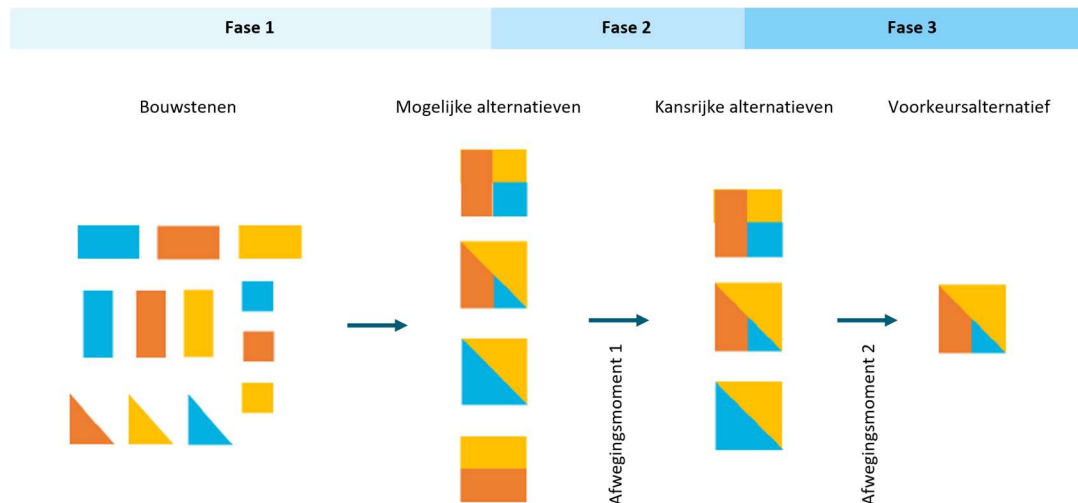 Fase 1
Fase 2
Fase 3
Bouwstenen
Mogelijke alternatieven
Kansrijke alternatieven
Voorkeursalternatief
Afwegingsmoment 1
Afwegingsmoment 2